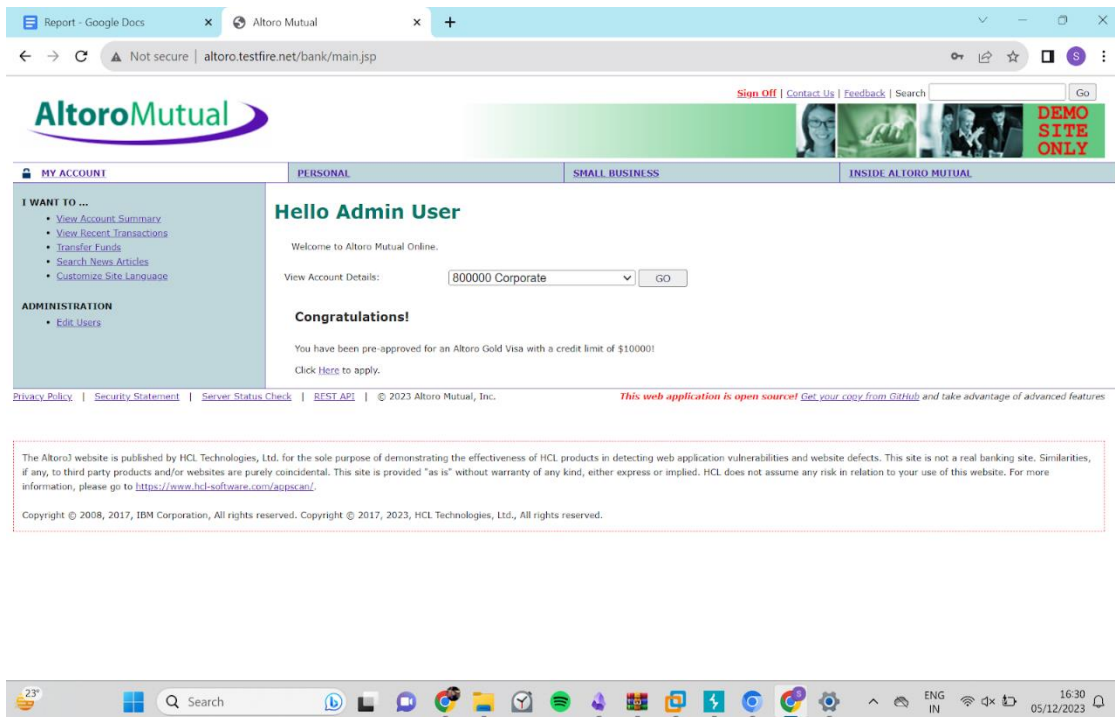 Report - Google Docs
Altoro Mutual
Not secure
altoro.testfire.net/bank/main.jsp
S
Sign Off | Contact Us | Feedback | Search
Go
AltoroMutual
DEMO
SITE
ONLY
MY ACCOUNT
PERSONAL
SMALL BUSINESS
INSIDE ALTORO MUTUAL
I WANT TO ...
• View Account Summary
• View Recent Transactions
• Transfer Funds
• Search News Articles
• Customize Site Language
ADMINISTRATION
• Edit Users
Hello Admin User
Welcome to Altoro Mutual Online.
View Account Details: 800000 Corporate GO
Congratulations!
You have been pre-approved for an Altoro Gold Visa with a credit limit of $10000!
Click Here to apply.
Privacy Policy | Security Statement | Server Status Check | REST API | © 2023 Altoro Mutual, Inc.
This web application is open source! Get your copy from GitHub and take advantage of advanced features
The AltoroJ website is published by HCL Technologies, Ltd. for the sole purpose of demonstrating the effectiveness of HCL products in detecting web application vulnerabilities and website defects. This site is not a real banking site. Similarities,
if any, to third party products and/or websites are purely coincidental. This site is provided "as is" without warranty of any kind, either express or implied. HCL does not assume any risk in relation to your use of this website. For more
information, please go to https://www.hcl-software.com/appscan/.
Copyright © 2008, 2017, IBM Corporation, All rights reserved. Copyright © 2017, 2023, HCL Technologies, Ltd., All rights reserved.
23°
Search
ENG
IN
16:30
05/12/2023